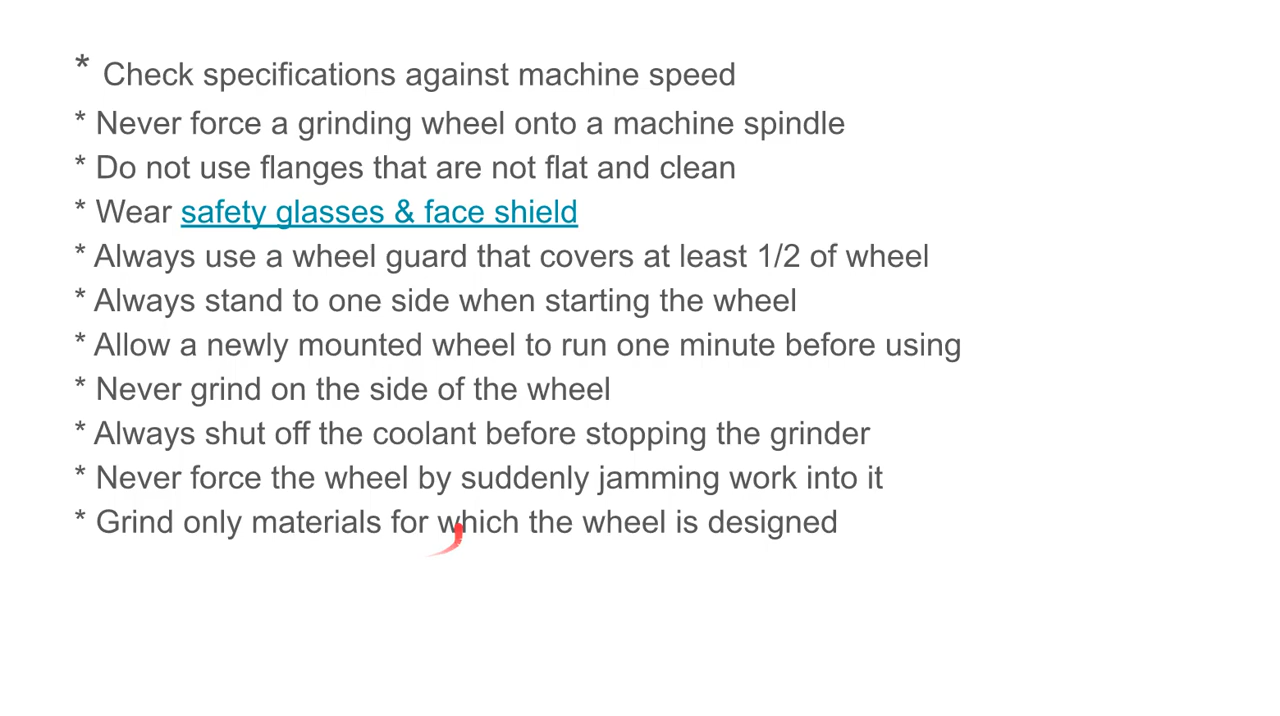 * Check specifications against machine speed
* Never force a grinding wheel onto a machine spindle
* Do not use flanges that are not flat and clean
* Wear safety glasses & face shield
* Always use a wheel guard that covers at least 1/2 of wheel
* Always stand to one side when starting the wheel
* Allow a newly mounted wheel to run one minute before using
* Never grind on the side of the wheel
* Always shut off the coolant before stopping the grinder
* Never force the wheel by suddenly jamming work into it
* Grind only materials for which the wheel is designed